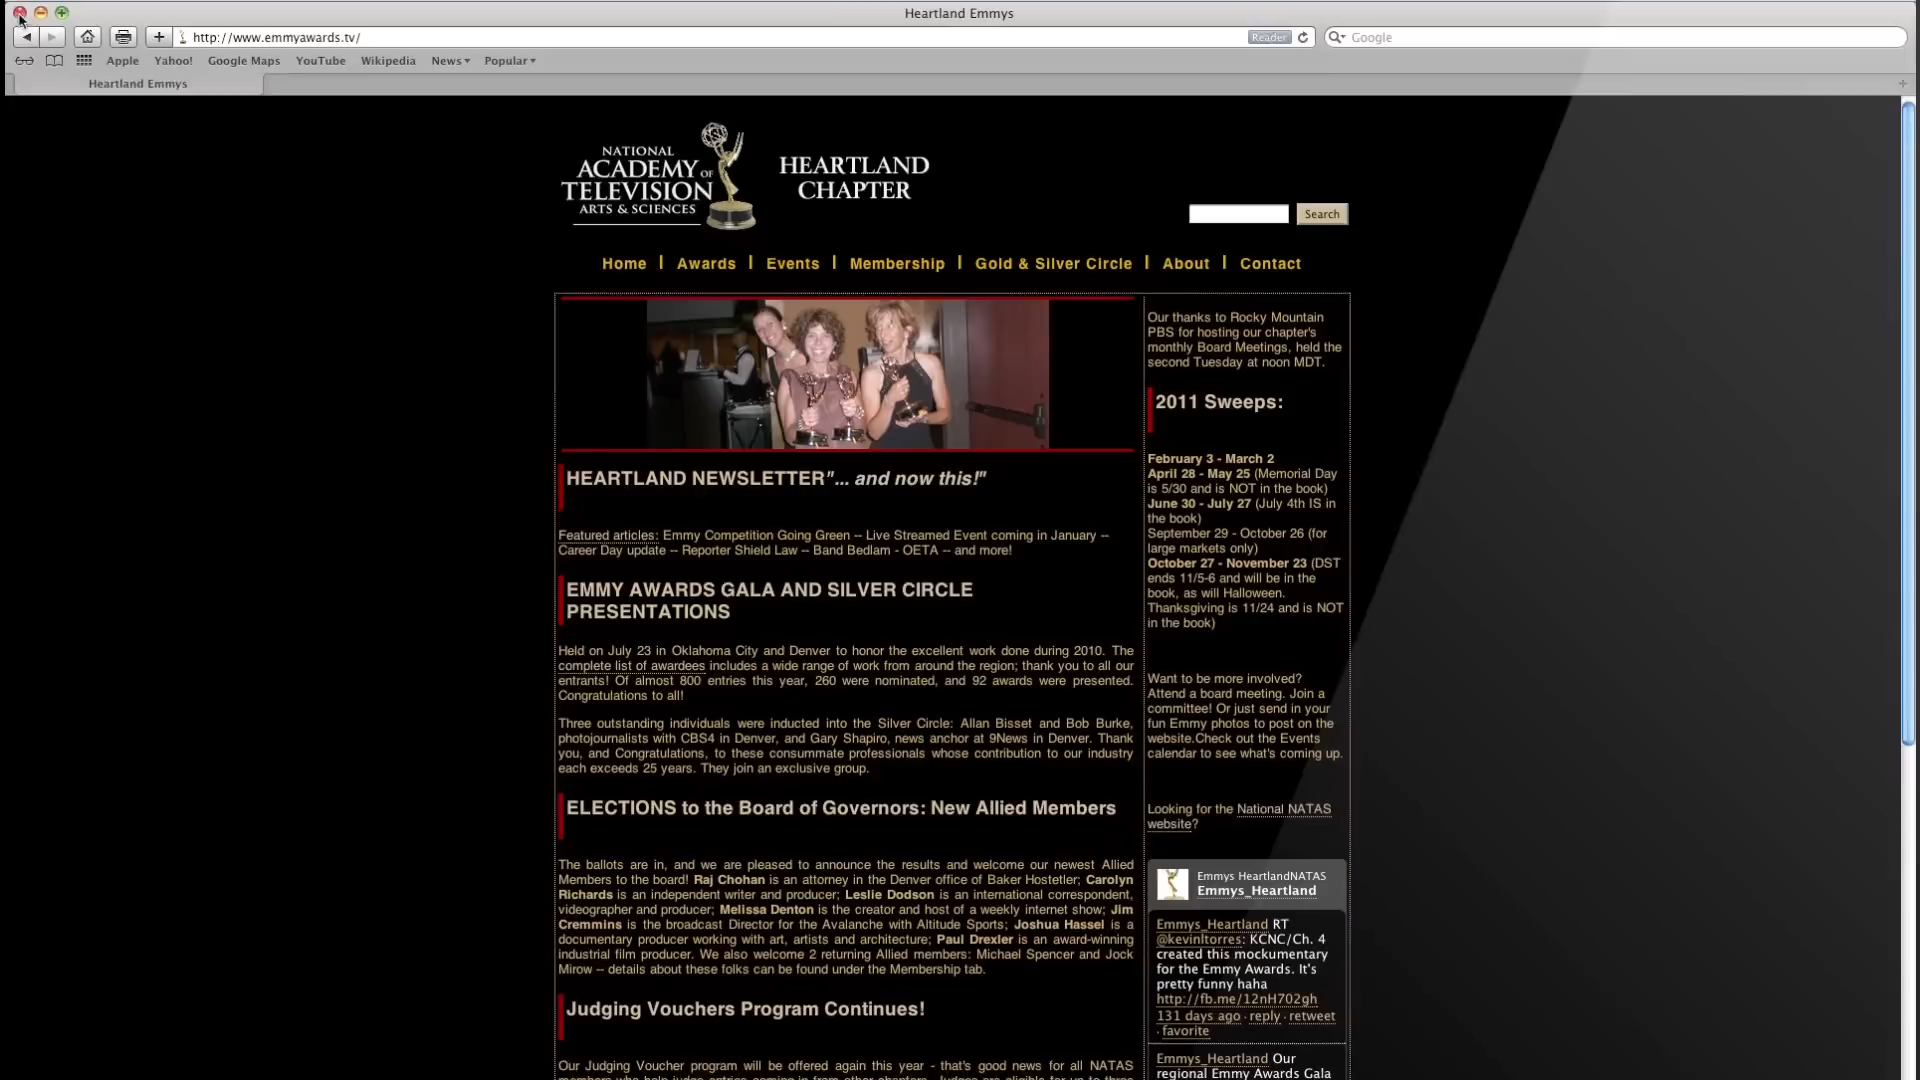 Heartland Emmys
http://www.emmyawards.tv/
Reader
Google
Apple Yahoo! Google Maps YouTube Wikipedia News Popular
Heartland Emmys
NATIONAL
ACADEMY OF
TELEVISION
ARTS & SCIENCES
HEARTLAND
CHAPTER
Search
Home | Awards | Events | Membership | Gold & Silver Circle | About | Contact
HEARTLAND NEWSLETTER"... and now this!"
Featured articles: Emmy Competition Going Green -- Live Streamed Event coming in January --
Career Day update -- Reporter Shield Law -- Band Bedlam - OETA -- and more!
EMMY AWARDS GALA AND SILVER CIRCLE
PRESENTATIONS
Held on July 23 in Oklahoma City and Denver to honor the excellent work done during 2010. The
complete list of awardees includes a wide range of work from around the region; thank you to all our
entrants! Of almost 800 entries this year, 260 were nominated, and 92 awards were presented.
Congratulations to all!
Three outstanding individuals were inducted into the Silver Circle: Allan Bisset and Bob Burke,
photojournalists with CBS4 in Denver, and Gary Shapiro, news anchor at 9News in Denver. Thank
you, and Congratulations, to these consummate professionals whose contribution to our industry
each exceeds 25 years. They join an exclusive group.
ELECTIONS to the Board of Governors: New Allied Members
The ballots are in, and we are pleased to announce the results and welcome our newest Allied
Members to the board! Raj Chohan is an attorney in the Denver office of Baker Hostetler; Carolyn
Richards is an independent writer and producer; Leslie Dodson is an international correspondent,
videographer and producer; Melissa Denton is the creator and host of a weekly internet show; Jim
Cremmins is the broadcast Director for the Avalanche with Altitude Sports; Joshua Hassel is a
documentary producer working with art, artists and architecture; Paul Drexler is an award-winning
industrial film producer. We also welcome 2 returning Allied members: Michael Spencer and Jock
Mirow -- details about these folks can be found under the Membership tab.
Judging Vouchers Program Continues!
Our Judging Voucher program will be offered again this year - that's good news for all NATAS
members who help judge entries coming in from other chapters. Judges are eligible for up to three
Our thanks to Rocky Mountain
PBS for hosting our chapter's
monthly Board Meetings, held the
second Tuesday at noon MDT.
2011 Sweeps:
February 3 - March 2
April 28 - May 25 (Memorial Day
is 5/30 and is NOT in the book)
June 30 - July 27 (July 4th IS in
the book)
September 29 - October 26 (for
large markets only)
October 27 - November 23 (DST
ends 11/5-6 and will be in the
book, as will Halloween.
Thanksgiving is 11/24 and is NOT
in the book)
Want to be more involved?
Attend a board meeting. Join a
committee! Or just send in your
fun Emmy photos to post on the
website.Check out the Events
calendar to see what's coming up.
Looking for the National NATAS
website?
Emmys HeartlandNATAS
Emmys_Heartland
Emmys_Heartland RT
@kevinltorres: KCNC/Ch. 4
created this mockumentary
for the Emmy Awards. It's
pretty funny haha
http://fb.me/12nH702gh
131 days ago · reply · retweet
· favorite
Emmys_Heartland Our
regional Emmy Awards Gala